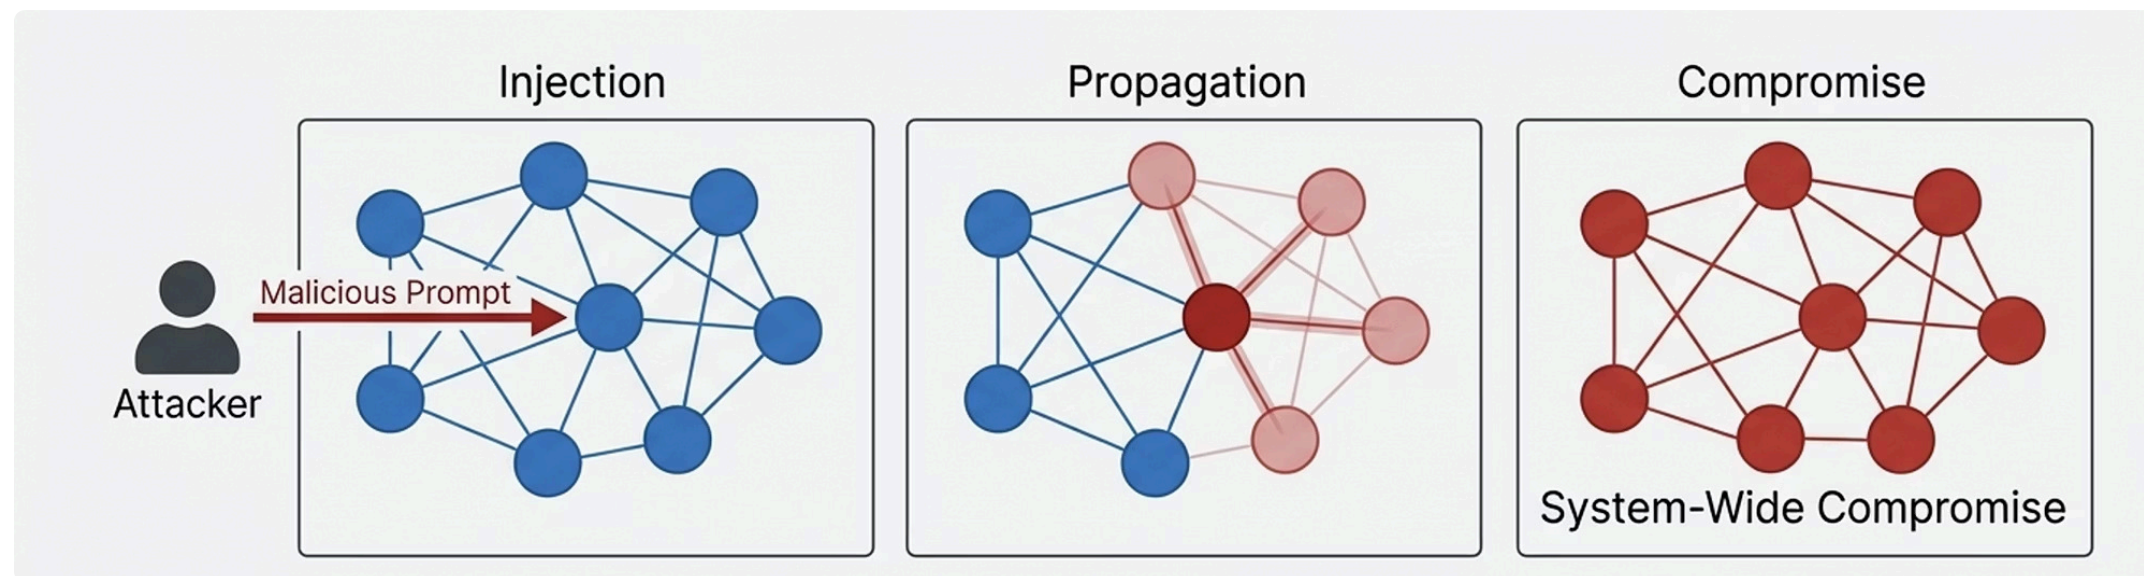 Injection
Propagation
Compromise
Malicious Prompt
Attacker
System-Wide Compromise